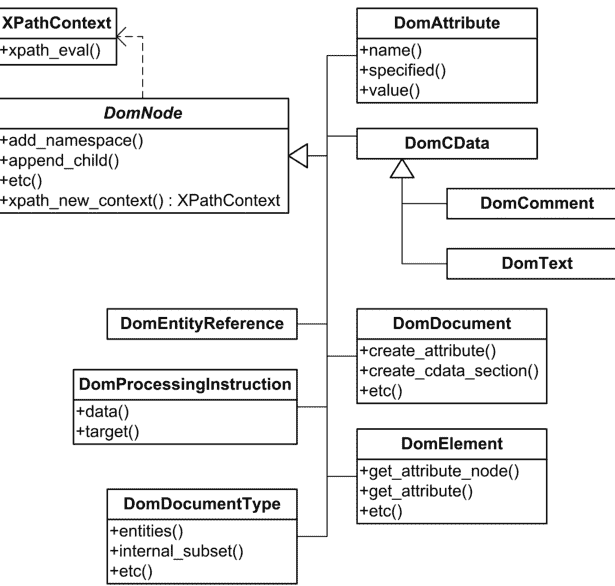 XPathContext
+xpath_eval()
DomNode
+add_namespace()
+append_child()
+etc()
+xpath_new_context() : XPathContext
DomAttribute
+name()
+specified()
+value()
DomCData
DomComment
DomText
DomEntityReference
DomProcessingInstruction
+data()
+target()
DomDocumentType
+entities()
+internal_subset()
+etc()
DomDocument
+create_attribute()
+create_cdata_section()
+etc()
DomElement
+get_attribute_node()
+get_attribute()
+etc()